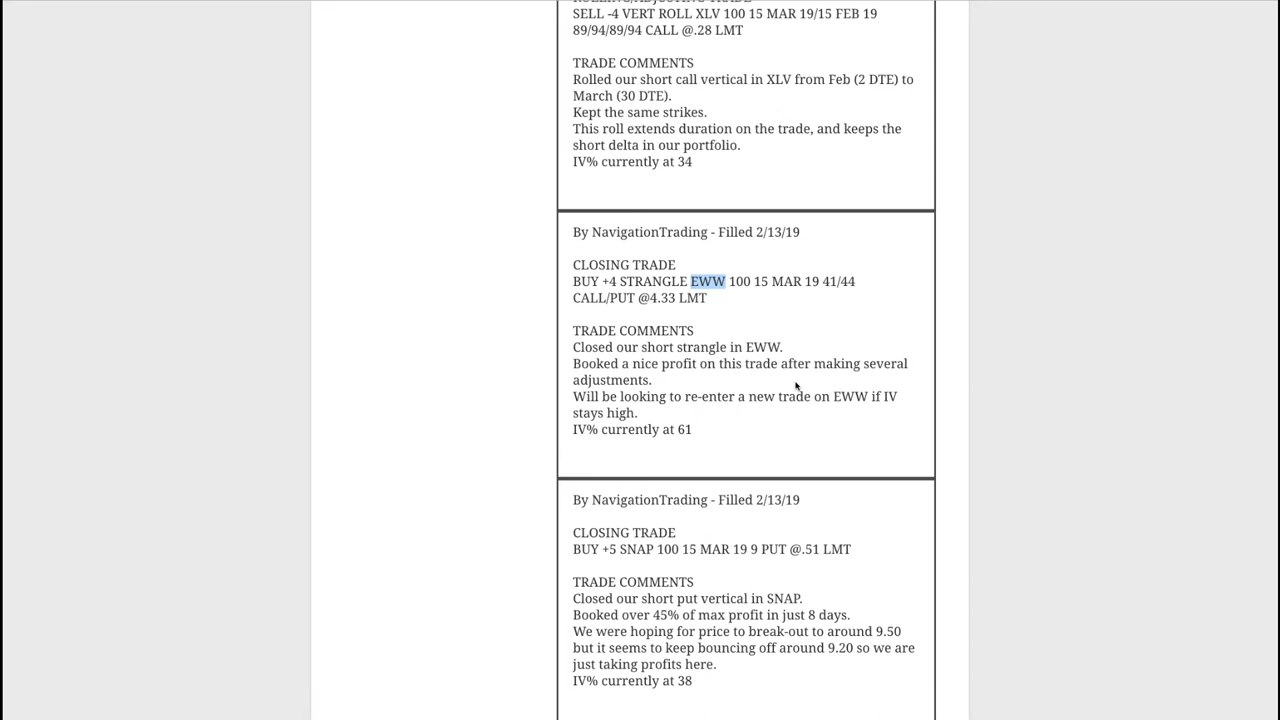 SELL -4 VERT ROLL XLV 100 15 MAR 19/15 FEB 19
89/94/89/94 CALL @.28 LMT
TRADE COMMENTS
Rolled our short call vertical in XLV from Feb (2 DTE) to
March (30 DTE).
Kept the same strikes.
This roll extends duration on the trade, and keeps the
short delta in our portfolio.
IV% currently at 34
By NavigationTrading - Filled 2/13/19
CLOSING TRADE
BUY +4 STRANGLE EWW 100 15 MAR 19 41/44
CALL/PUT @4.33 LMT
TRADE COMMENTS
Closed our short strangle in EWW.
Booked a nice profit on this trade after making several
adjustments.
Will be looking to re-enter a new trade on EWW if IV
stays high.
IV% currently at 61
By NavigationTrading - Filled 2/13/19
CLOSING TRADE
BUY +5 SNAP 100 15 MAR 19 9 PUT @.51 LMT
TRADE COMMENTS
Closed our short put vertical in SNAP.
Booked over 45% of max profit in just 8 days.
We were hoping for price to break-out to around 9.50
but it seems to keep bouncing off around 9.20 so we are
just taking profits here.
IV% currently at 38